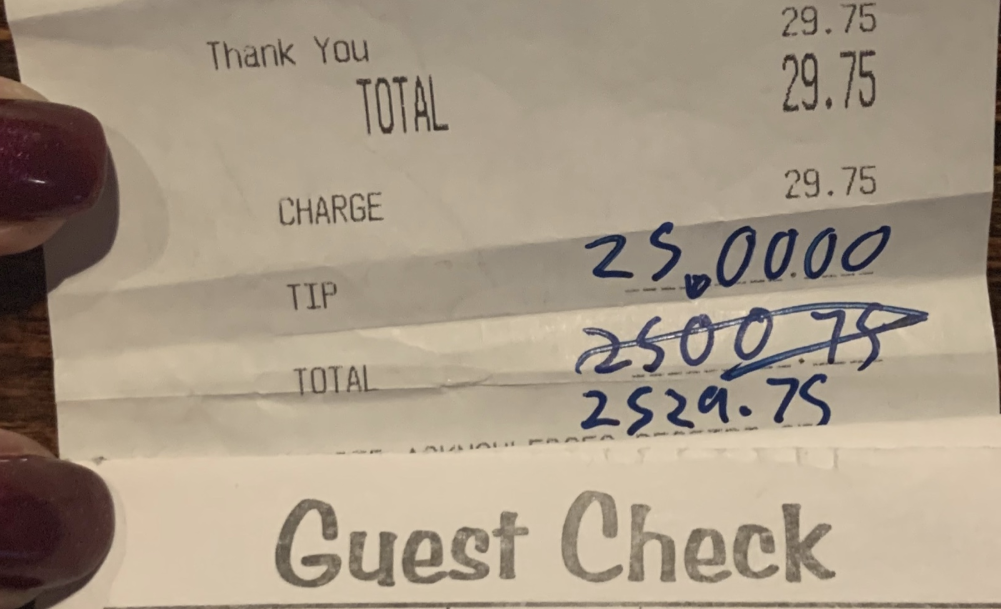 29.75
Thank You
TOTAL 29.75
CHARGE 29.75
TIP 25.0000
2500.75
TOTAL
2529.75
Guest Check